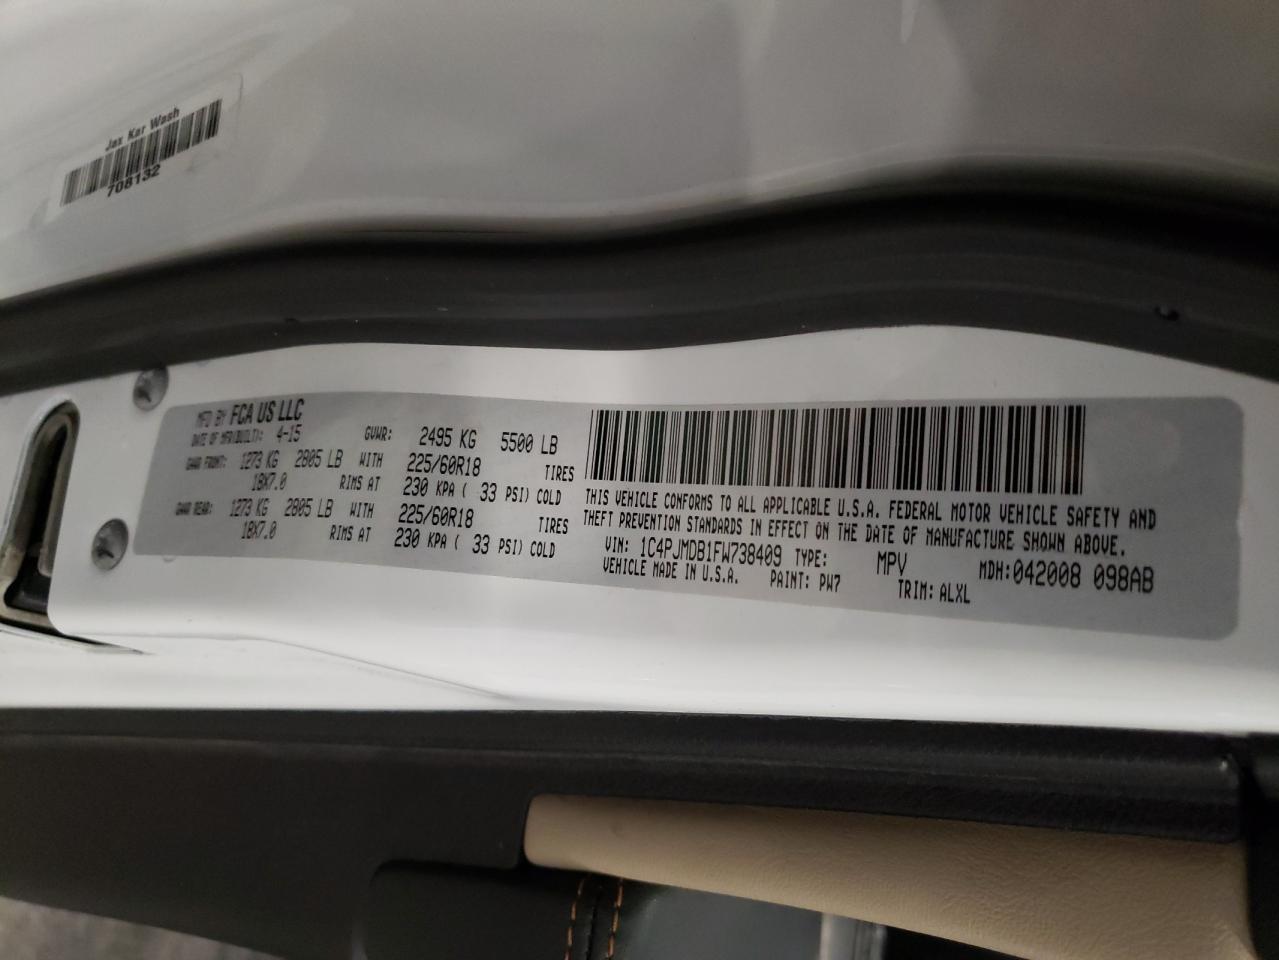 Jax Kar Wash
708132
MFD BY FCA US LLC
DATE OF MFR(BUILT): 4-15 GVWR: 2495 KG 5500 LB
GAWR FRONT: 1273 KG 2805 LB WITH 225/60R18 TIRES
18X7.0 RIMS AT 230 KPA ( 33 PSI) COLD
GAWR REAR: 1273 KG 2805 LB WITH 225/60R18 TIRES
18X7.0 RIMS AT 230 KPA ( 33 PSI) COLD
THIS VEHICLE CONFORMS TO ALL APPLICABLE U.S.A. FEDERAL MOTOR VEHICLE SAFETY AND
THEFT PREVENTION STANDARDS IN EFFECT ON THE DATE OF MANUFACTURE SHOWN ABOVE.
VIN: 1C4PJMDB1FW738409 TYPE: MPV MDH:042008 098AB
VEHICLE MADE IN U.S.A. PAINT: PW7 TRIM: ALXL